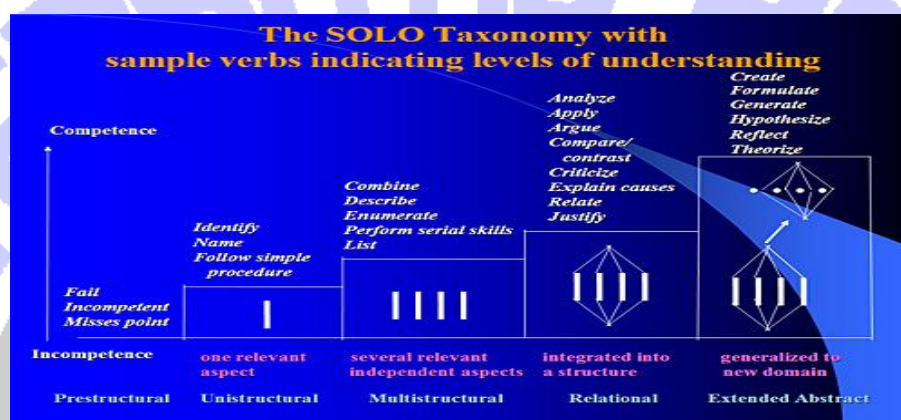 The SOLO Taxonomy with
sample verbs indicating levels of understanding
Competence
Fail
Incompetent
Misses point
Identify
Name
Follow simple
procedure
Combine
Describe
Enumerate
Perform serial skills
List
Analyze
Apply
Argue
Compare/
contrast
Criticize
Explain causes
Relate
Justify
Create
Formulate
Generate
Hypothesize
Reflect
Theorize
Incompetence
one relevant
aspect
several relevant
independent aspects
integrated into
a structure
generalized to
new domain
Prestructural
Unistructural
Multistructural
Relational
Extended Abstract